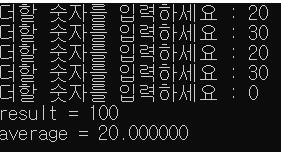 더할 숫자를 입력하세요 : 20
더할 숫자를 입력하세요 : 30
더할 숫자를 입력하세요 : 20
더할 숫자를 입력하세요 : 30
더할 숫자를 입력하세요 : 0
result = 100
average = 20.000000